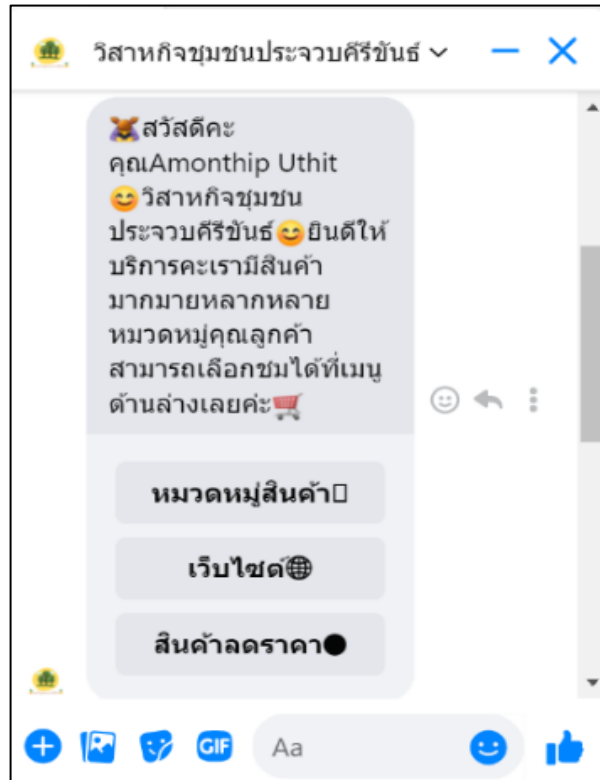 วิสาหกิจชุมชนประจวบคีรีขันธ์
สวัสดีคะ
คุณAmonthip Uthit
😊วิสาหกิจชุมชน
ประจวบคีรีขันธ์😊ยินดีให้
บริการคะเรามีสินค้า
มากมายหลากหลาย
หมวดหมู่คุณลูกค้า
สามารถเลือกชมได้ที่เมนู
ด้านล่างเลยค่ะ🛒
หมวดหมู่สินค้า
เว็บไซต์🌐
สินค้าลดราคา●
GIF
Aa